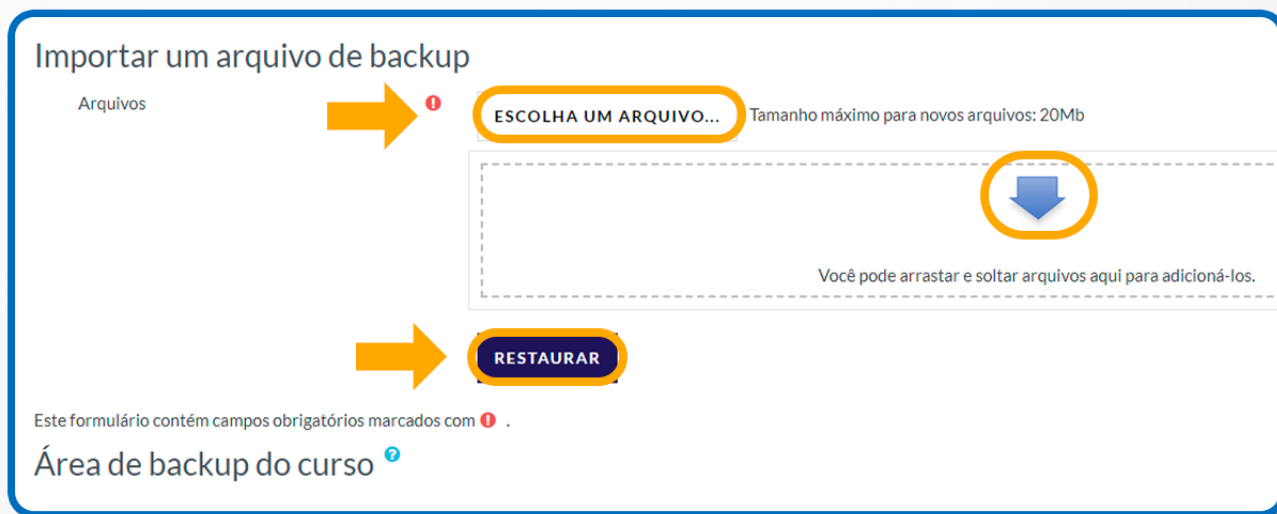 Importar um arquivo de backup
Arquivos
ESCOLHA UM ARQUIVO... Tamanho máximo para novos arquivos: 20Mb
Você pode arrastar e soltar arquivos aqui para adicioná-los.
RESTAURAR
Este formulário contém campos obrigatórios marcados com ! .
Área de backup do curso ?